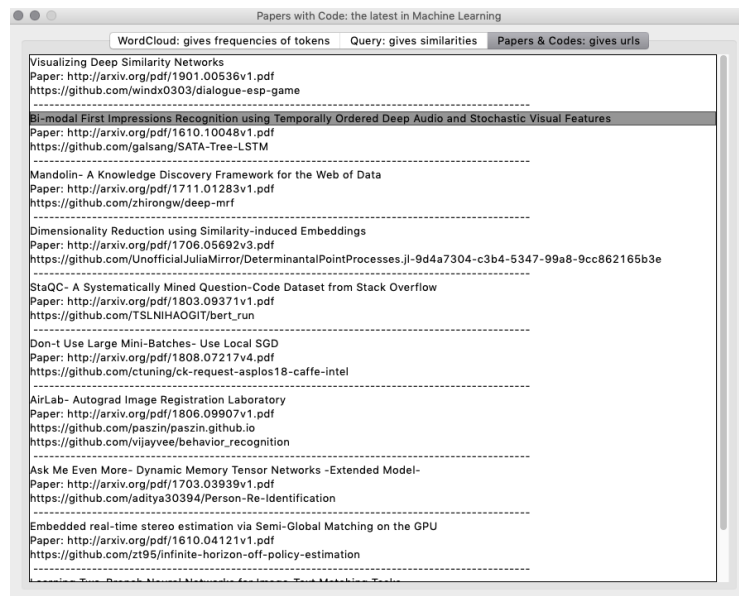 Papers with Code: the latest in Machine Learning
WordCloud: gives frequencies of tokens Query: gives similarities Papers & Codes: gives urls
Visualizing Deep Similarity Networks
Paper: http://arxiv.org/pdf/1901.00536v1.pdf
https://github.com/windx0303/dialogue-esp-game
--------------------------------------------------------------------------------------------
Bi-modal First Impressions Recognition using Temporally Ordered Deep Audio and Stochastic Visual Features
Paper: http://arxiv.org/pdf/1610.10048v1.pdf
https://github.com/galsang/SATA-Tree-LSTM
--------------------------------------------------------------------------------------------
Mandolin- A Knowledge Discovery Framework for the Web of Data
Paper: http://arxiv.org/pdf/1711.01283v1.pdf
https://github.com/zhirongw/deep-mrf
--------------------------------------------------------------------------------------------
Dimensionality Reduction using Similarity-induced Embeddings
Paper: http://arxiv.org/pdf/1706.05692v3.pdf
https://github.com/UnofficialJuliaMirror/DeterminantalPointProcesses.jl-9d4a7304-c3b4-5347-99a8-9cc862165b3e
--------------------------------------------------------------------------------------------
StaQC- A Systematically Mined Question-Code Dataset from Stack Overflow
Paper: http://arxiv.org/pdf/1803.09371v1.pdf
https://github.com/TSLNIHAOGIT/bert_run
--------------------------------------------------------------------------------------------
Don-t Use Large Mini-Batches- Use Local SGD
Paper: http://arxiv.org/pdf/1808.07217v4.pdf
https://github.com/ctuning/ck-request-asplos18-caffe-intel
--------------------------------------------------------------------------------------------
AirLab- Autograd Image Registration Laboratory
Paper: http://arxiv.org/pdf/1806.09907v1.pdf
https://github.com/paszin/paszin.github.io
https://github.com/vijayvee/behavior_recognition
--------------------------------------------------------------------------------------------
Ask Me Even More- Dynamic Memory Tensor Networks -Extended Model-
Paper: http://arxiv.org/pdf/1703.03939v1.pdf
https://github.com/aditya30394/Person-Re-Identification
--------------------------------------------------------------------------------------------
Embedded real-time stereo estimation via Semi-Global Matching on the GPU
Paper: http://arxiv.org/pdf/1610.04121v1.pdf
https://github.com/zt95/infinite-horizon-off-policy-estimation
--------------------------------------------------------------------------------------------
Learning Two-Branch Neural Networks for Image-Text Matching Tasks